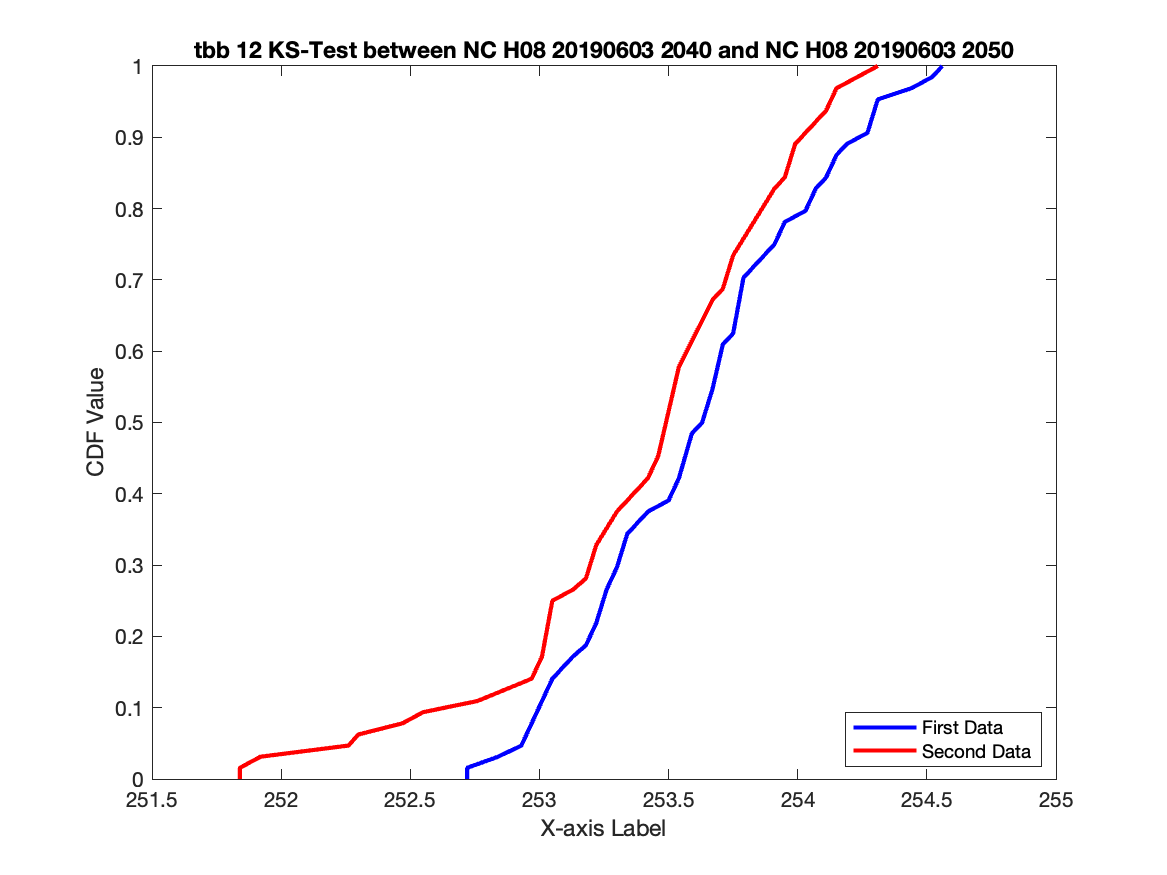 tbb 12 KS-Test between NC H08 20190603 2040 and NC H08 20190603 2050
1
0.9
0.8
0.7
0.6
0.5
0.4
0.3
0.2
0.1
0
CDF Value
First Data
Second Data
251.5 252 252.5 253 253.5 254 254.5 255
X-axis Label